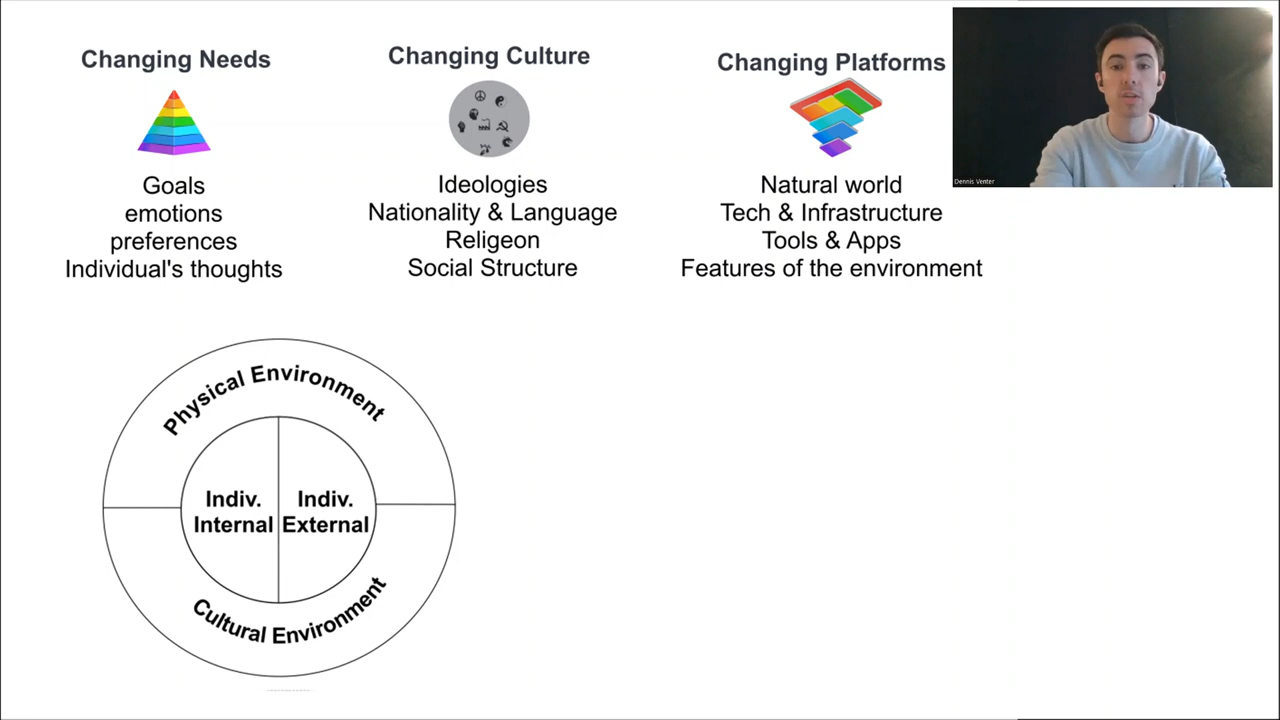 Changing Needs
Goals
emotions
preferences
Individual's thoughts
Changing Culture
Ideologies
Nationality & Language
Religeon
Social Structure
Changing Platforms
Natural world
Tech & Infrastructure
Tools & Apps
Features of the environment
Dennis Venter
Physical Environment
Indiv.
Internal
Indiv.
External
Cultural Environment